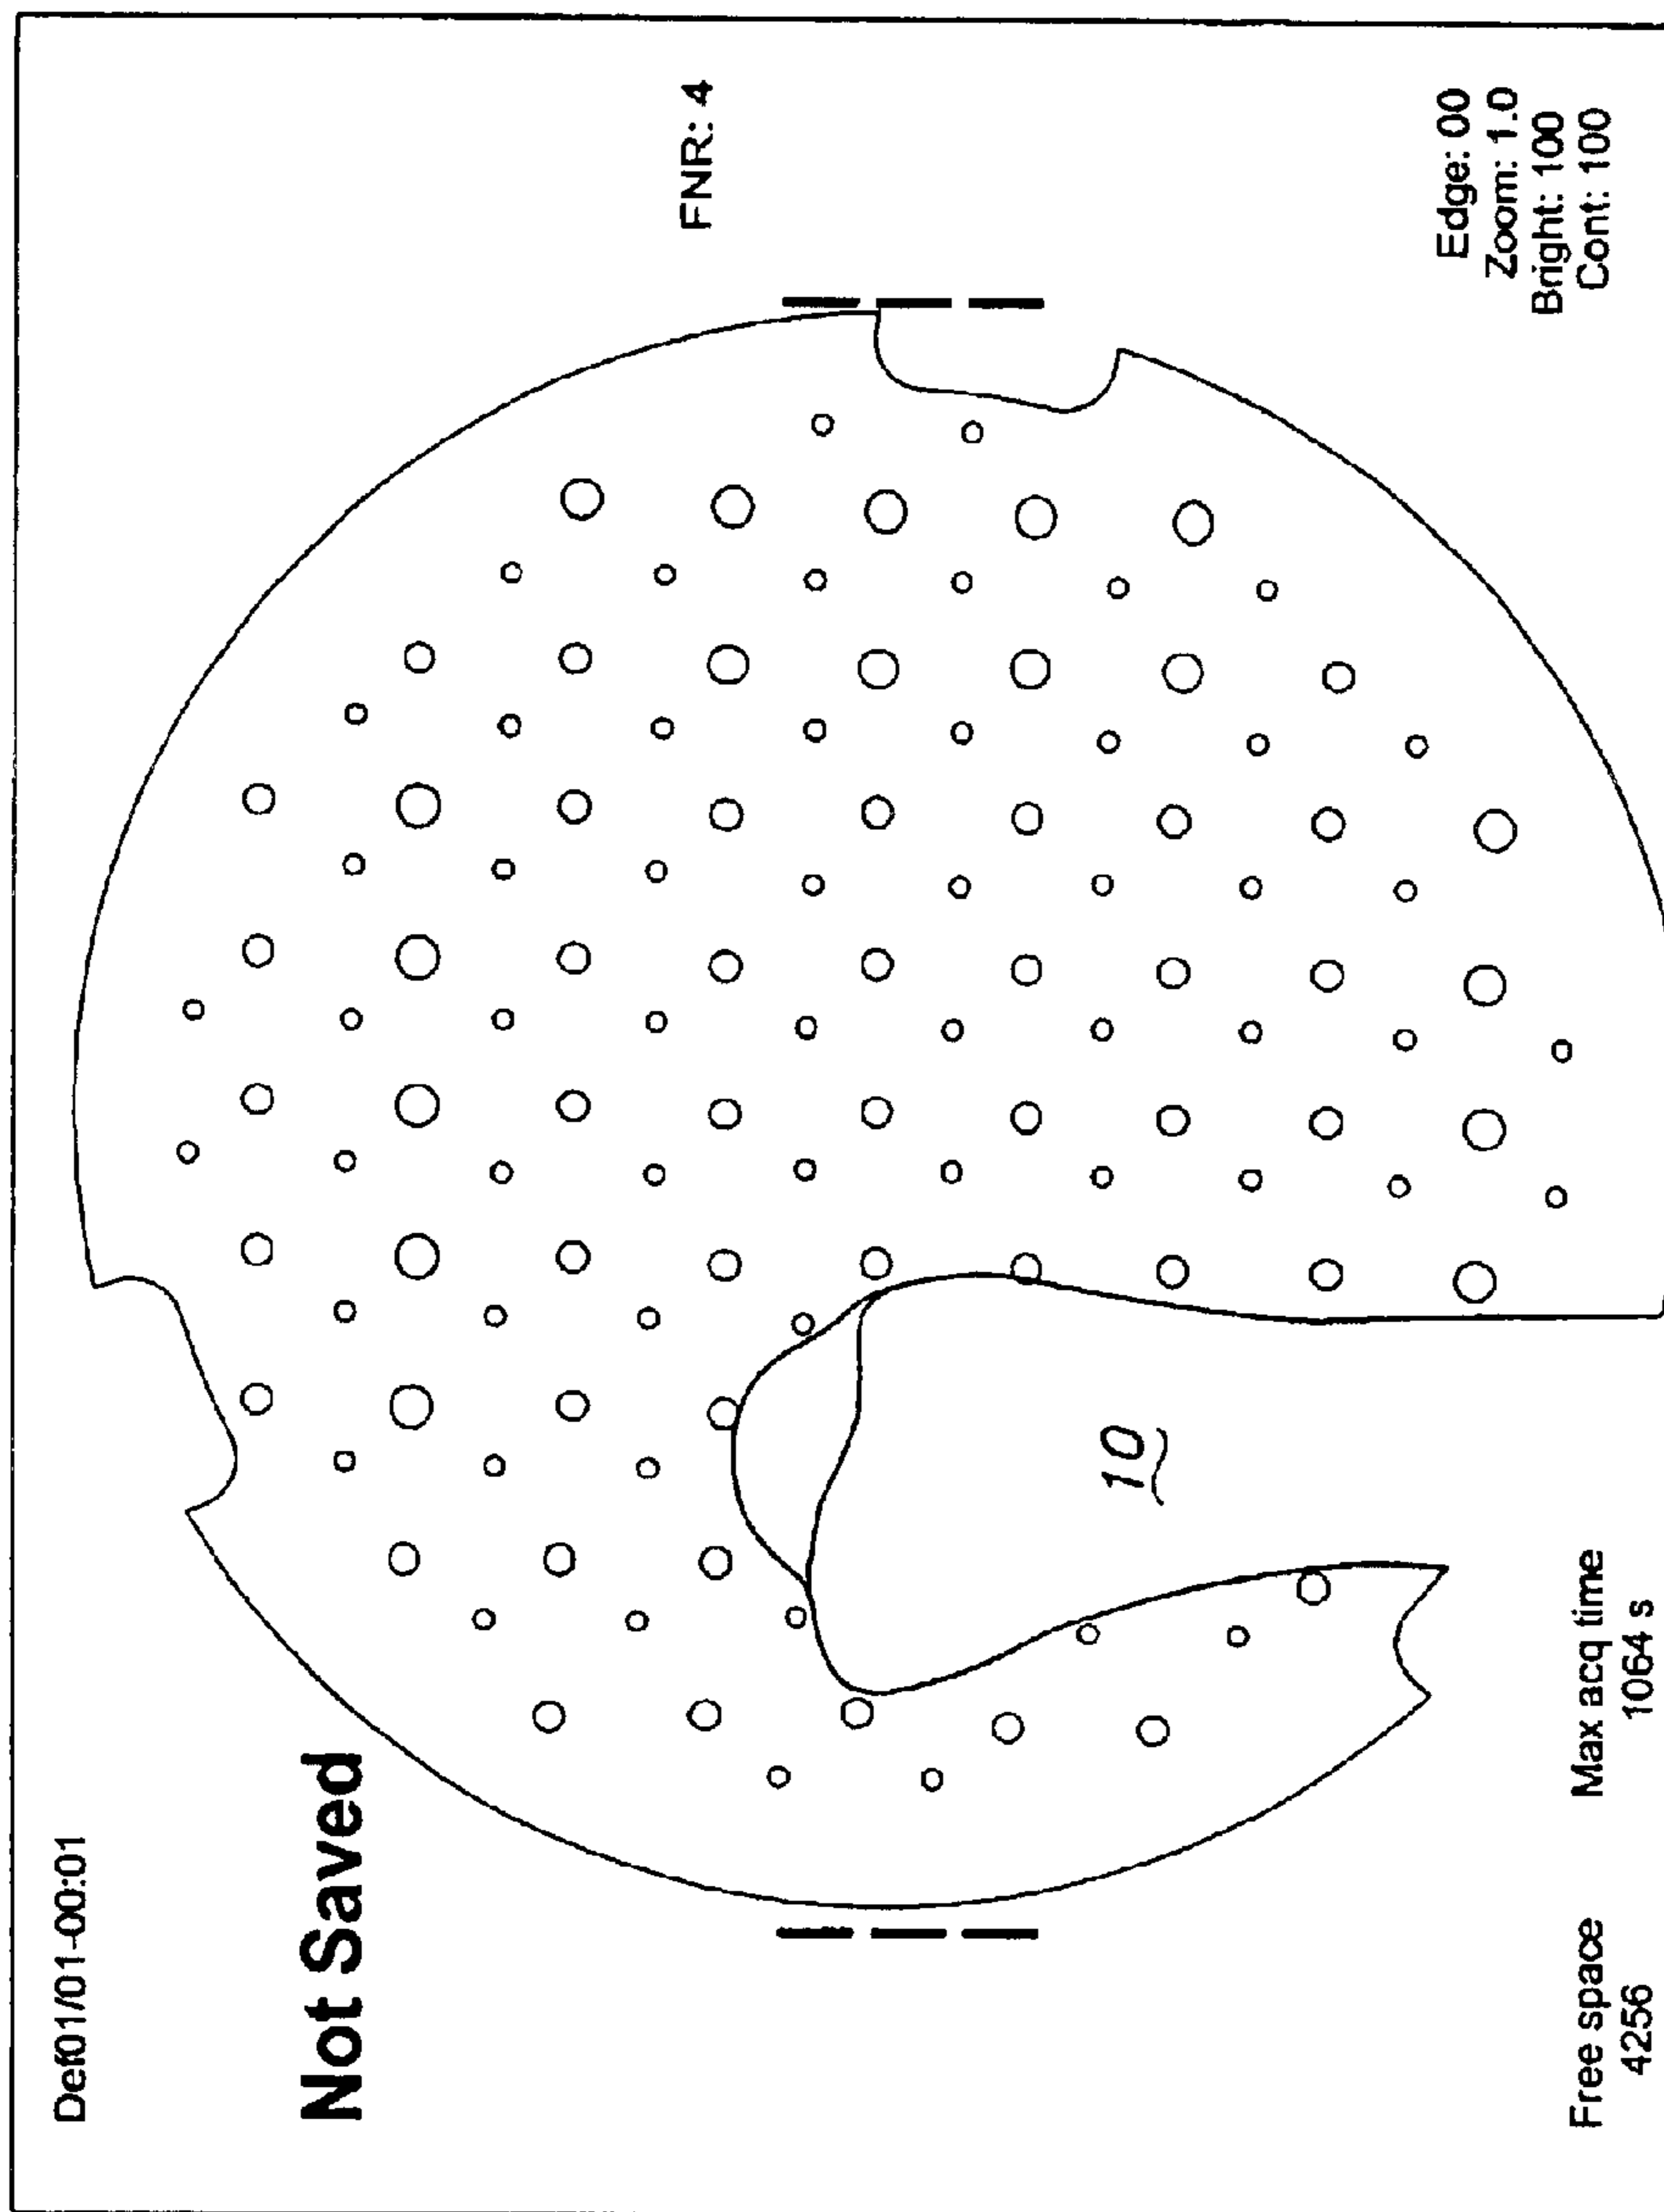 Def01/01-00:01
Not Saved
FNR: 4
10
Free space
4256
Max acq time
1064 s
Edge: 00
Zoom: 1.0
Bright: 100
Cont: 100